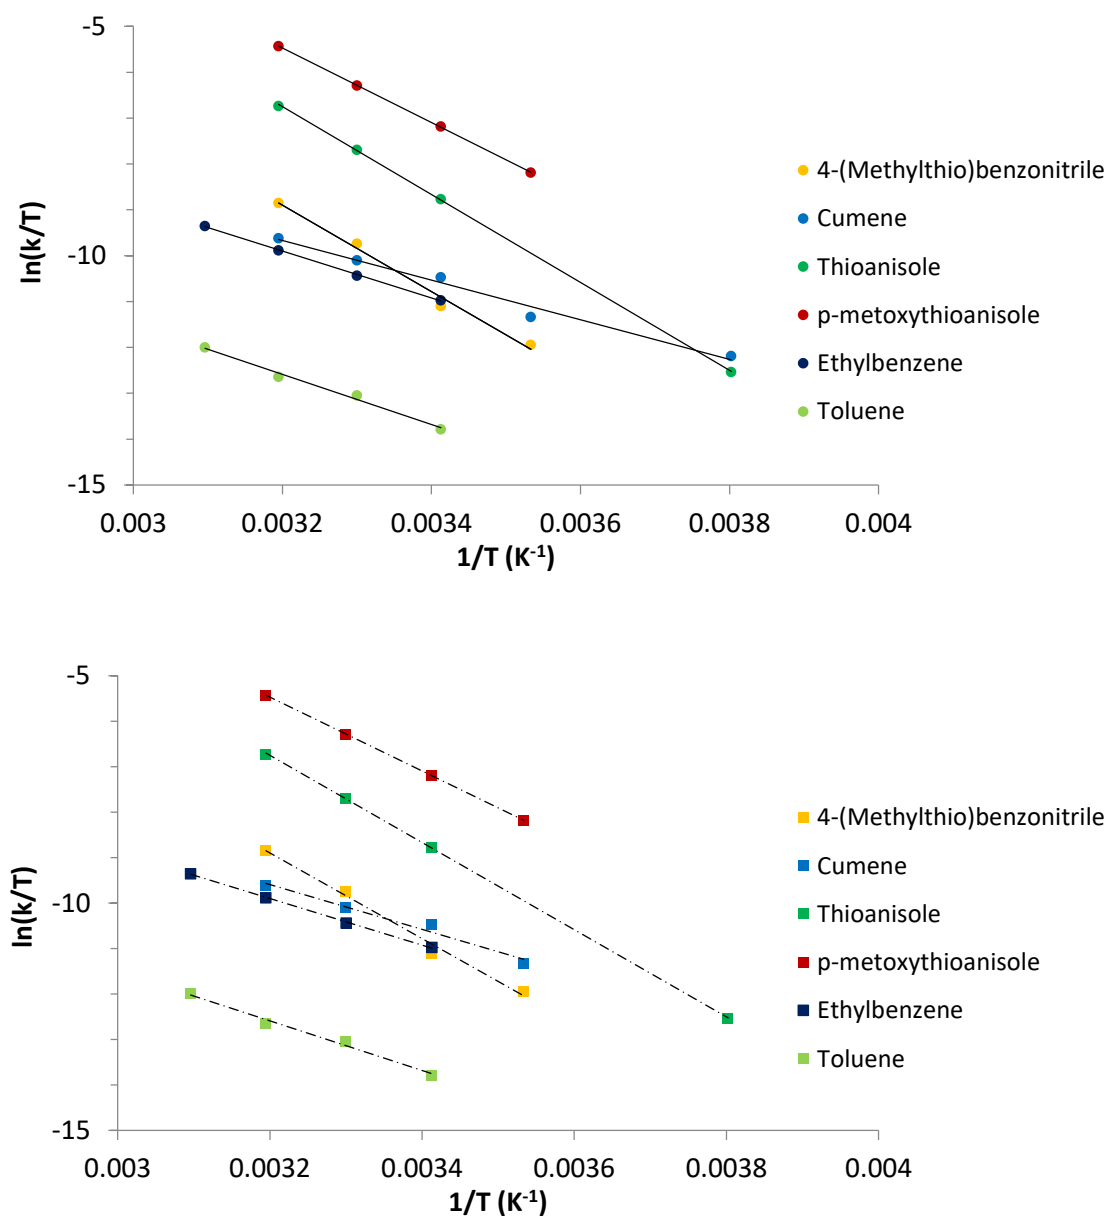 -5
-10
-15
ln(k/T)
0.003 0.0032 0.0034 0.0036 0.0038 0.004
1/T (K⁻¹)
4-(Methylthio)benzonitrile
Cumene
Thioanisole
p-metoxythioanisole
Ethylbenzene
Toluene
-5
-10
-15
ln(k/T)
0.003 0.0032 0.0034 0.0036 0.0038 0.004
1/T (K⁻¹)
4-(Methylthio)benzonitrile
Cumene
Thioanisole
p-metoxythioanisole
Ethylbenzene
Toluene